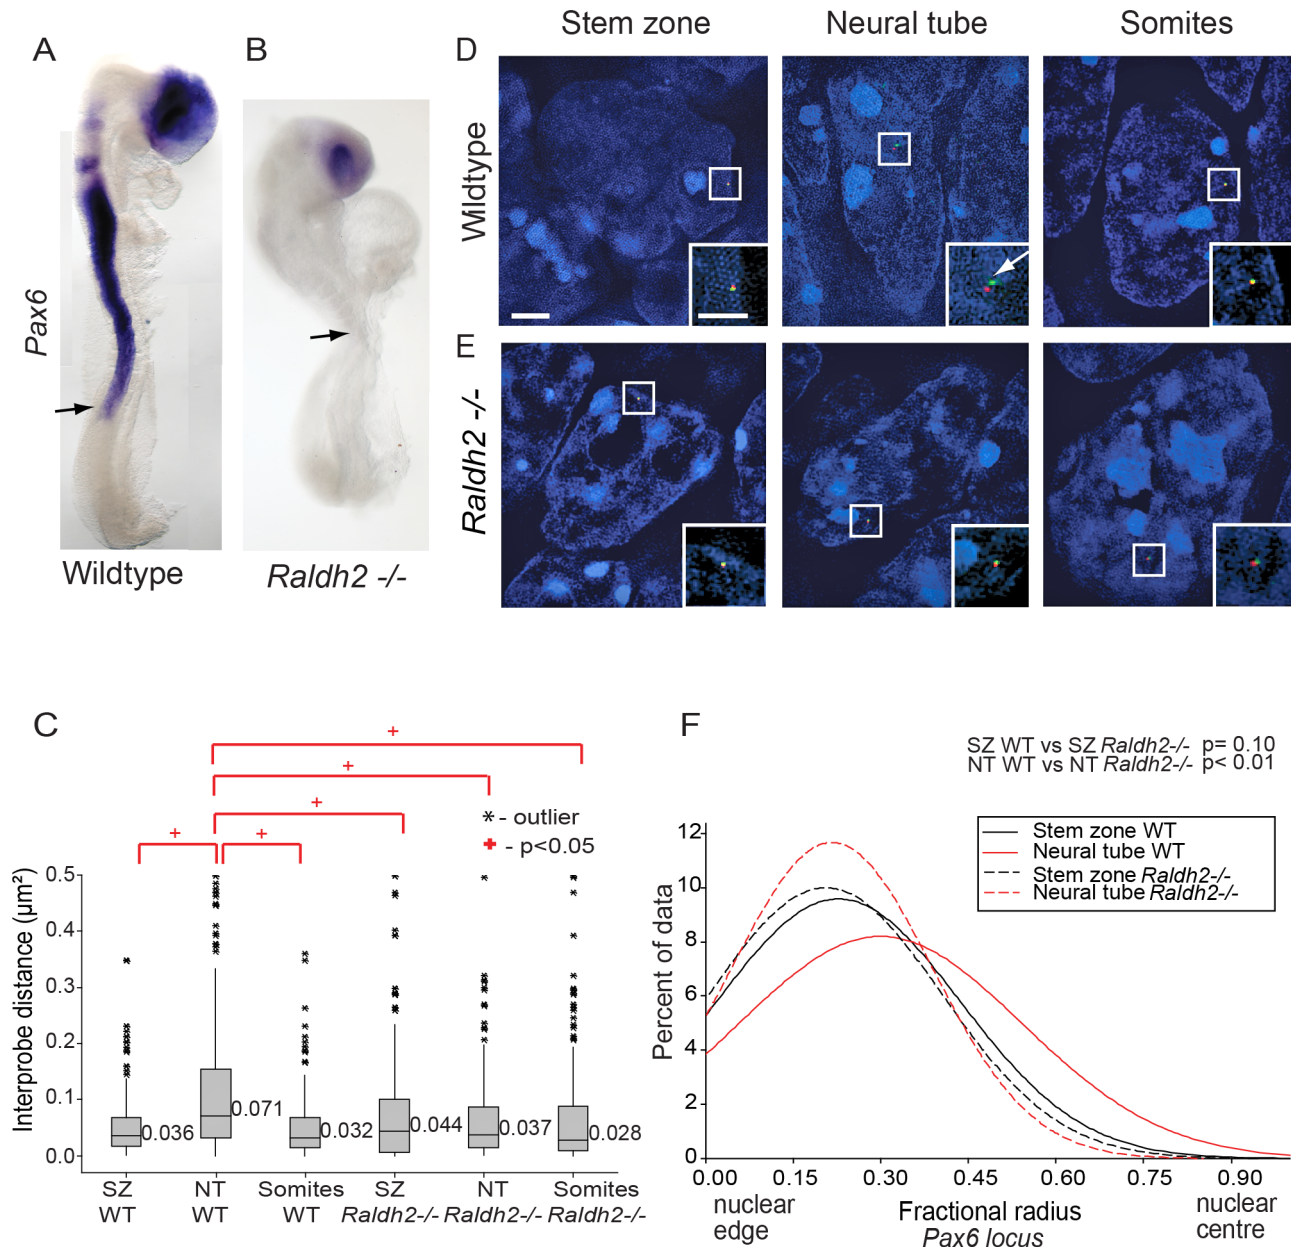 Stem zone Neural tube Somites
A B D
Wildtype
Pax6
E
Raldh2 -/-
Wildtype Raldh2 -/-
C
+
+
+
+ +
* - outlier
+ - p<0.05
Interprobe distance (µm²)
0.5
0.4
0.3
0.2
0.1
0.0
0.036 0.071 0.032 0.044 0.037 0.028
SZ NT Somites SZ NT Somites
WT WT WT Raldh2-/- Raldh2-/- Raldh2-/-
F
SZ WT vs SZ Raldh2-/- p= 0.10
NT WT vs NT Raldh2-/- p< 0.01
Stem zone WT
Neural tube WT
Stem zone Raldh2-/-
Neural tube Raldh2-/-
Percent of data
12
10
8
6
4
2
0
0.00 0.15 0.30 0.45 0.60 0.75 0.90
nuclear edge
Fractional radius
Pax6 locus
nuclear centre